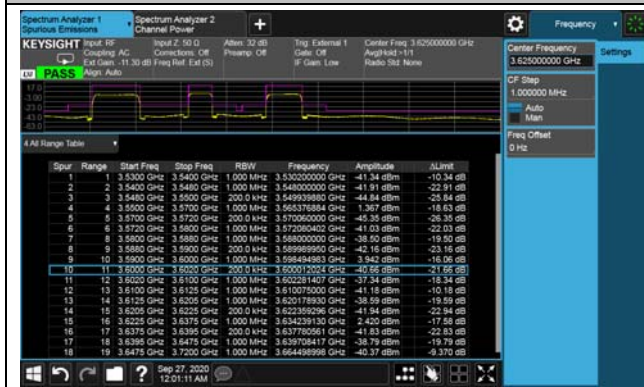 Spectrum Analyzer 1
Spurious Emissions
Spectrum Analyzer 2
Channel Power
Frequency
KEYSIGHT
Input: RF
Coupling: AC
Ext Gain: -11.30 dB
Align: Auto
Input Z: 50 Ω
Corrections: Off
Freq Ref: Ext (S)
Atten: 32 dB
Preamp: Off
Trig: External 1
Gate: Off
IF Gain: Low
Center Freq: 3.625000000 GHz
Avg|Hold:>1/1
Radio Std: None
PASS
Center Frequency
3.625000000 GHz
Settings
CF Step
1.000000 MHz
Auto
Man
Freq Offset
0 Hz
17.0
-3.00
-23.0
-43.0
-63.0
4 All Range Table
Spur Range Start Freq Stop Freq RBW Frequency Amplitude ΔLimit
1 1 3.5300 GHz 3.5400 GHz 1.000 MHz 3.530200000 GHz -41.34 dBm -10.34 dB
2 2 3.5400 GHz 3.5480 GHz 1.000 MHz 3.548000000 GHz -41.91 dBm -22.91 dB
3 3 3.5480 GHz 3.5500 GHz 200.0 kHz 3.549939880 GHz -44.84 dBm -25.84 dB
4 4 3.5500 GHz 3.5700 GHz 1.000 MHz 3.565376884 GHz 1.367 dBm -18.63 dB
5 5 3.5700 GHz 3.5720 GHz 200.0 kHz 3.570060000 GHz -45.35 dBm -26.35 dB
6 6 3.5720 GHz 3.5800 GHz 1.000 MHz 3.572080402 GHz -41.03 dBm -22.03 dB
7 8 3.5800 GHz 3.5880 GHz 1.000 MHz 3.588000000 GHz -38.50 dBm -19.50 dB
8 9 3.5880 GHz 3.5900 GHz 200.0 kHz 3.589989950 GHz -42.16 dBm -23.16 dB
9 10 3.5900 GHz 3.6000 GHz 1.000 MHz 3.598494983 GHz 3.942 dBm -16.06 dB
10 11 3.6000 GHz 3.6020 GHz 200.0 kHz 3.600012024 GHz -40.66 dBm -21.66 dB
11 12 3.6020 GHz 3.6100 GHz 1.000 MHz 3.602281407 GHz -37.34 dBm -18.34 dB
12 13 3.6100 GHz 3.6125 GHz 1.000 MHz 3.610075000 GHz -41.18 dBm -10.18 dB
13 14 3.6125 GHz 3.6205 GHz 1.000 MHz 3.620178930 GHz -38.59 dBm -19.59 dB
14 15 3.6205 GHz 3.6225 GHz 200.0 kHz 3.622359296 GHz -41.94 dBm -22.94 dB
15 16 3.6225 GHz 3.6375 GHz 1.000 MHz 3.634239130 GHz 2.420 dBm -17.58 dB
16 17 3.6375 GHz 3.6395 GHz 200.0 kHz 3.637780561 GHz -41.83 dBm -22.83 dB
17 18 3.6395 GHz 3.6475 GHz 1.000 MHz 3.639708417 GHz -38.79 dBm -19.79 dB
18 19 3.6475 GHz 3.7200 GHz 1.000 MHz 3.664498998 GHz -40.37 dBm -9.370 dB
Sep 27, 2020
12:01:11 AM